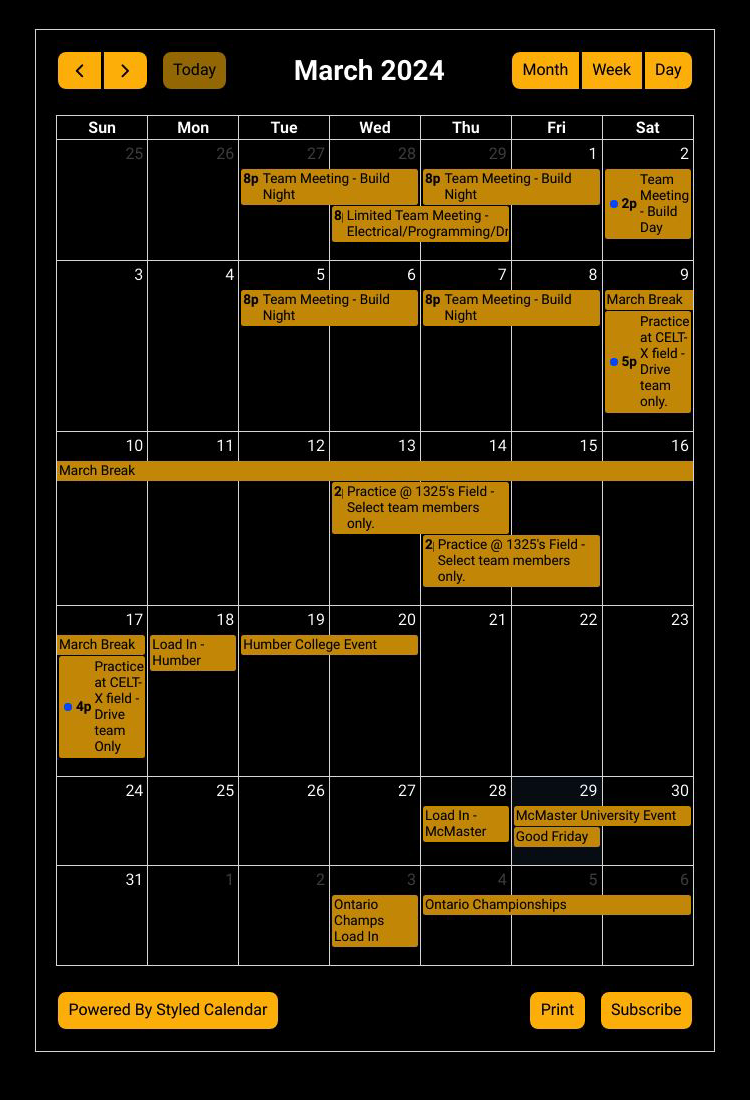 Today
March 2024
Month Week Day
Sun Mon Tue Wed Thu Fri Sat
25 26 27 28 29 1 2
8p Team Meeting - Build
Night
8p Team Meeting - Build
Night
2p Team
Meeting
- Build
Day
8 Limited Team Meeting -
Electrical/Programming/Dr
3 4 5 6 7 8 9
8p Team Meeting - Build
Night
8p Team Meeting - Build
Night
March Break
5p Practice
at CELT-
X field -
Drive
team
only.
10 11 12 13 14 15 16
March Break
2 Practice @ 1325's Field -
Select team members
only.
2 Practice @ 1325's Field -
Select team members
only.
17 18 19 20 21 22 23
March Break
Load In -
Humber
Humber College Event
4p Practice
at CELT-
X field -
Drive
team
Only
24 25 26 27 28 29 30
Load In -
McMaster
McMaster University Event
Good Friday
31 1 2 3 4 5 6
Ontario
Champs
Load In
Ontario Championships
Powered By Styled Calendar
Print
Subscribe